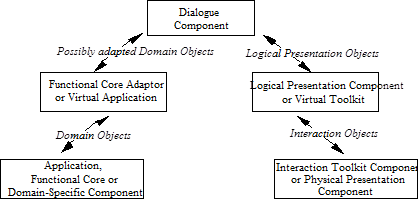 Dialogue
Component
Possibly adapted Domain Objects
Logical Presentation Objects
Functional Core Adaptor
or Virtual Application
Logical Presentation Component
or Virtual Toolkit
Domain Objects
Interaction Objects
Application,
Functional Core or
Domain-Specific Component
Interaction Toolkit Componen
or Physical Presentation
Component